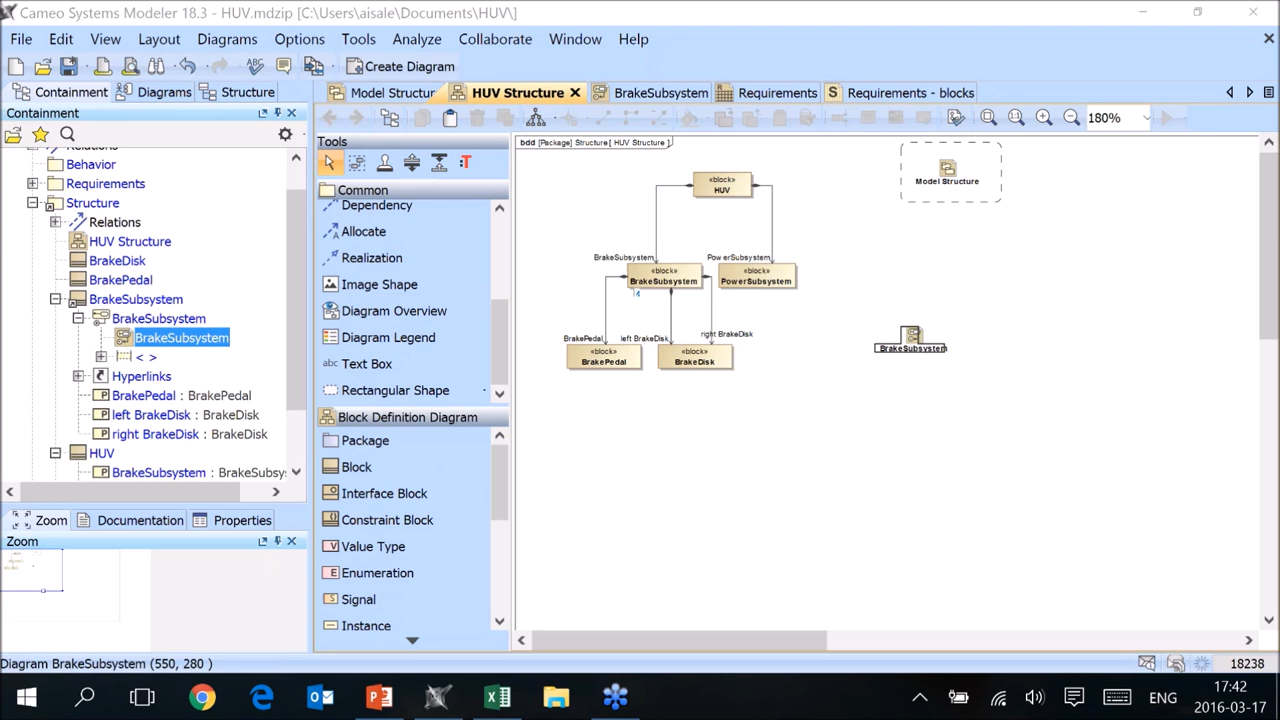 Cameo Systems Modeler 18.3 - HUV.mdzip [C:\Users\aisale\Documents\HUV\]
File Edit View Layout Diagrams Options Tools Analyze Collaborate Window Help
Create Diagram
Containment Diagrams Structure
Model Structur HUV Structure BrakeSubsystem Requirements Requirements - blocks
Containment
180%
Behavior
Requirements
Structure
Relations
HUV Structure
BrakeDisk
BrakePedal
BrakeSubsystem
BrakeSubsystem
BrakeSubsystem
< >
Hyperlinks
BrakePedal : BrakePedal
left BrakeDisk : BrakeDisk
right BrakeDisk : BrakeDisk
HUV
BrakeSubsystem : BrakeSubsy
Zoom Documentation Properties
Zoom
Tools
Common
Dependency
Allocate
Realization
Image Shape
Diagram Overview
Diagram Legend
Text Box
Rectangular Shape
Block Definition Diagram
Package
Block
Interface Block
Constraint Block
Value Type
Enumeration
Signal
Instance
bdd [Package] Structure[ HUV Structure ]
«block»
HUV
Model Structure
BrakeSubsystem
«block»
BrakeSubsystem
PowerSubsystem
«block»
PowerSubsystem
BrakePedal
«block»
BrakePedal
left BrakeDisk
right BrakeDisk
«block»
BrakeDisk
BrakeSubsystem
Diagram BrakeSubsystem (550, 280 )
18238
ENG
17:42
2016-03-17